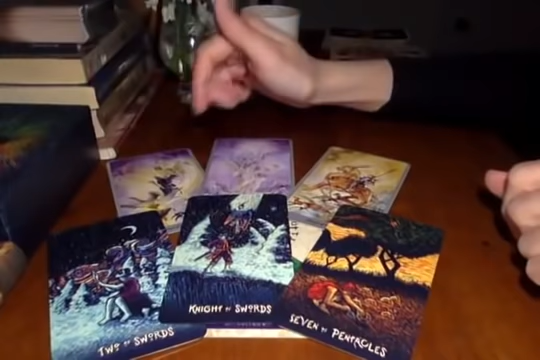 TWO OF SWORDS
KNIGHT OF SWORDS
SEVEN OF PENTACLES